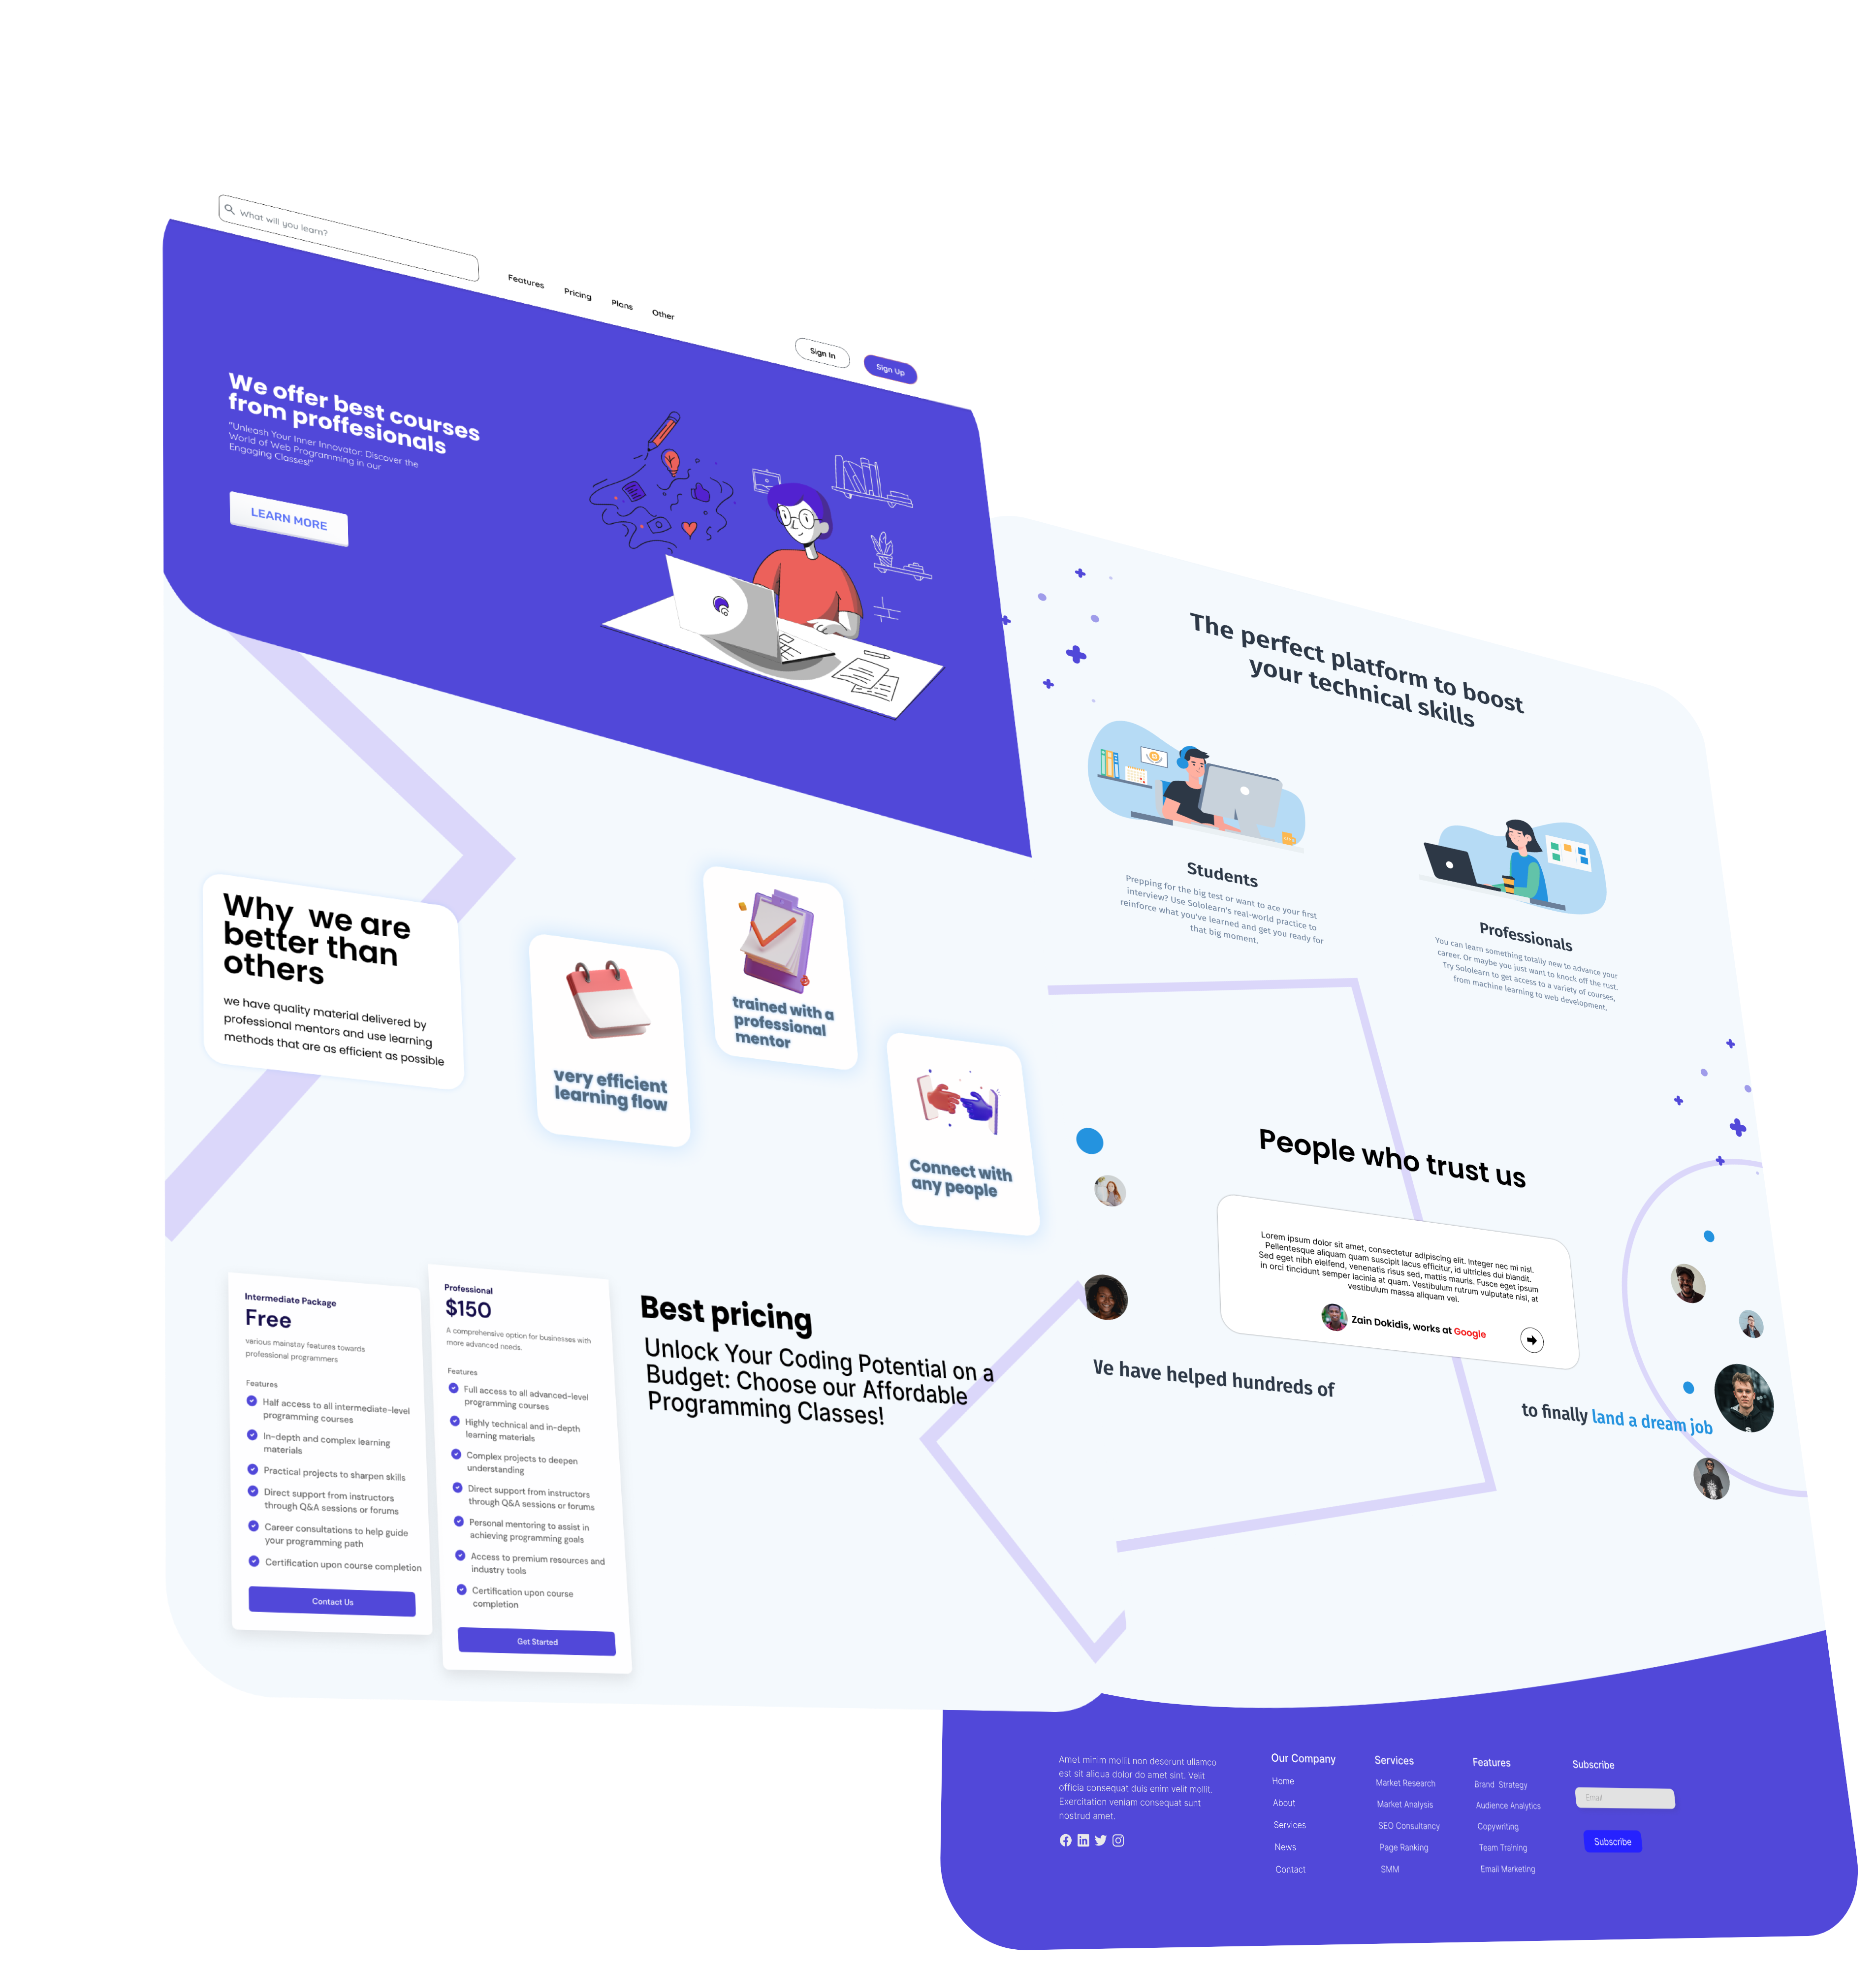 What will you learn?
Features
Pricing
Plans
Other
Sign In
Sign Up
We offer best courses
from proffesionals
"Unleash Your Inner Innovator: Discover the
World of Web Programming in our
Engaging Classes!"
LEARN MORE
Why we are
better than
others
we have quality material delivered by
professional mentors and use learning
methods that are as efficient as possible
very efficient
learning flow
trained with a
professional
mentor
Connect with
any people
Intermediate Package
Free
various mainstay features towards
professional programmers
Features
Half access to all intermediate-level
programming courses
In-depth and complex learning
materials
Practical projects to sharpen skills
Direct support from instructors
through Q&A sessions or forums
Career consultations to help guide
your programming path
Certification upon course completion
Contact Us
Professional
$150
A comprehensive option for businesses with
more advanced needs.
Features
Full access to all advanced-level
programming courses
Highly technical and in-depth
learning materials
Complex projects to deepen
understanding
Direct support from instructors
through Q&A sessions or forums
Personal mentoring to assist in
achieving programming goals
Access to premium resources and
industry tools
Certification upon course
completion
Get Started
Best pricing
Unlock Your Coding Potential on a
Budget: Choose our Affordable
Programming Classes!
The perfect platform to boost
your technical skills
Students
Prepping for the big test or want to ace your first
interview? Use Sololearn's real-world practice to
reinforce what you've learned and get you ready for
that big moment.
Professionals
You can learn something totally new to advance your
career. Or maybe you just want to knock off the rust.
Try Sololearn to get access to a variety of courses,
from machine learning to web development.
People who trust us
Lorem ipsum dolor sit amet, consectetur adipiscing elit. Integer nec mi nisl.
Pellentesque aliquam quam suscipit lacus efficitur, id ultricies dui blandit.
Sed eget nibh eleifend, venenatis risus sed, mattis mauris. Fusce eget ipsum
in orci tincidunt semper lacinia at quam. Vestibulum rutrum vulputate nisi, at
vestibulum massa aliquam vel.
Zain Dokidis, works at Google
Ve have helped hundreds of
to finally land a dream job
Amet minim mollit non deserunt ullamco
est sit aliqua dolor do amet sint. Velit
officia consequat duis enim velit mollit.
Exercitation veniam consequat sunt
nostrud amet.
Our Company
Home
About
Services
News
Contact
Services
Market Research
Market Analysis
SEO Consultancy
Page Ranking
SMM
Features
Brand Strategy
Audience Analytics
Copywriting
Team Training
Email Marketing
Subscribe
Email
Subscribe